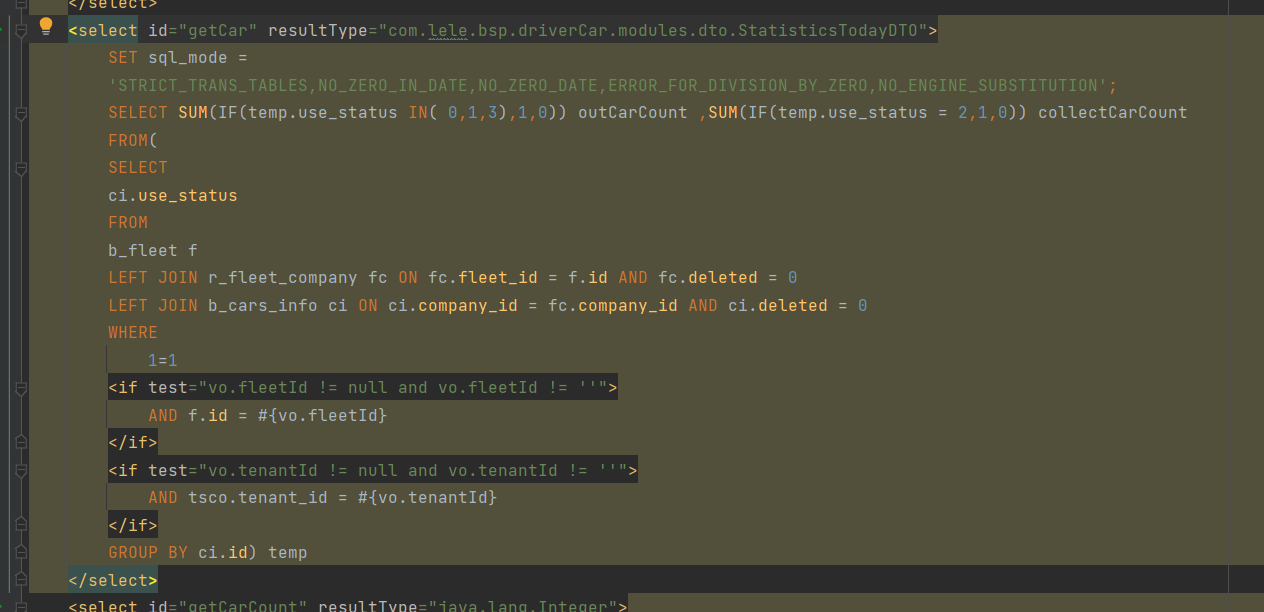 </select>
<select id="getCar" resultType="com.lele.bsp.driverCar.modules.dto.StatisticsTodayDTO">
SET sql_mode =
'STRICT_TRANS_TABLES,NO_ZERO_IN_DATE,NO_ZERO_DATE,ERROR_FOR_DIVISION_BY_ZERO,NO_ENGINE_SUBSTITUTION';
SELECT SUM(IF(temp.use_status IN( 0,1,3),1,0)) outCarCount ,SUM(IF(temp.use_status = 2,1,0)) collectCarCount
FROM(
SELECT
ci.use_status
FROM
b_fleet f
LEFT JOIN r_fleet_company fc ON fc.fleet_id = f.id AND fc.deleted = 0
LEFT JOIN b_cars_info ci ON ci.company_id = fc.company_id AND ci.deleted = 0
WHERE
1=1
<if test="vo.fleetId != null and vo.fleetId != ''">
AND f.id = #{vo.fleetId}
</if>
<if test="vo.tenantId != null and vo.tenantId != ''">
AND tsco.tenant_id = #{vo.tenantId}
</if>
GROUP BY ci.id) temp
</select>
<select id="getCarCount" resultType="java.lang.Integer">